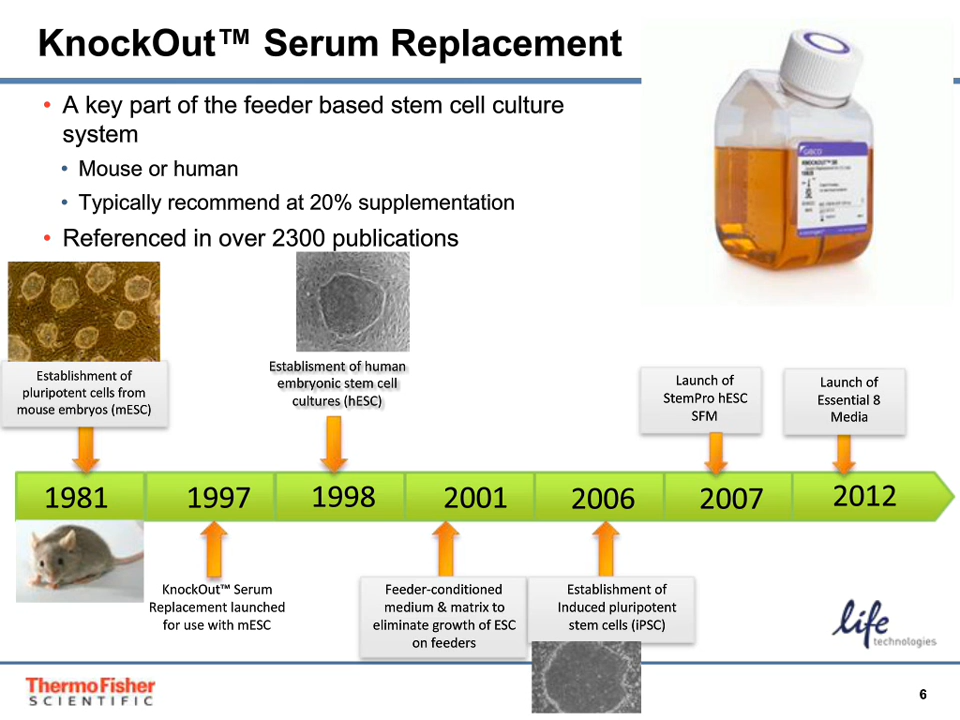 KnockOut™ Serum Replacement
• A key part of the feeder based stem cell culture
system
• Mouse or human
• Typically recommend at 20% supplementation
• Referenced in over 2300 publications
GIBCO
KNOCKOUT™ SR
Establishment of
pluripotent cells from
mouse embryos (mESC)
Establisment of human
embryonic stem cell
cultures (hESC)
Launch of
StemPro hESC
SFM
Launch of
Essential 8
Media
1981
1997
1998
2001
2006
2007
2012
KnockOut™ Serum
Replacement launched
for use with mESC
Feeder-conditioned
medium & matrix to
eliminate growth of ESC
on feeders
Establishment of
Induced pluripotent
stem cells (iPSC)
life
technologies
ThermoFisher
SCIENTIFIC
6